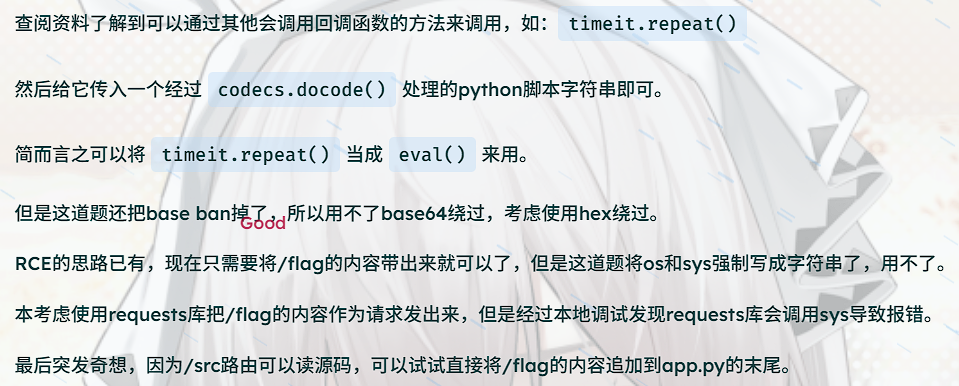 查阅资料了解到可以通过其他会调用回调函数的方法来调用，如： timeit.repeat()
然后给它传入一个经过 codecs.docode() 处理的python脚本字符串即可。
简而言之可以将 timeit.repeat() 当成 eval() 来用。
但是这道题还把base ban掉了，所以用不了base64绕过，考虑使用hex绕过。
Good
RCE的思路已有，现在只需要将/flag的内容带出来就可以了，但是这道题将os和sys强制写成字符串了，用不了。
本考虑使用requests库把/flag的内容作为请求发出来，但是经过本地调试发现requests库会调用sys导致报错。
最后突发奇想，因为/src路由可以读源码，可以试试直接将/flag的内容追加到app.py的末尾。